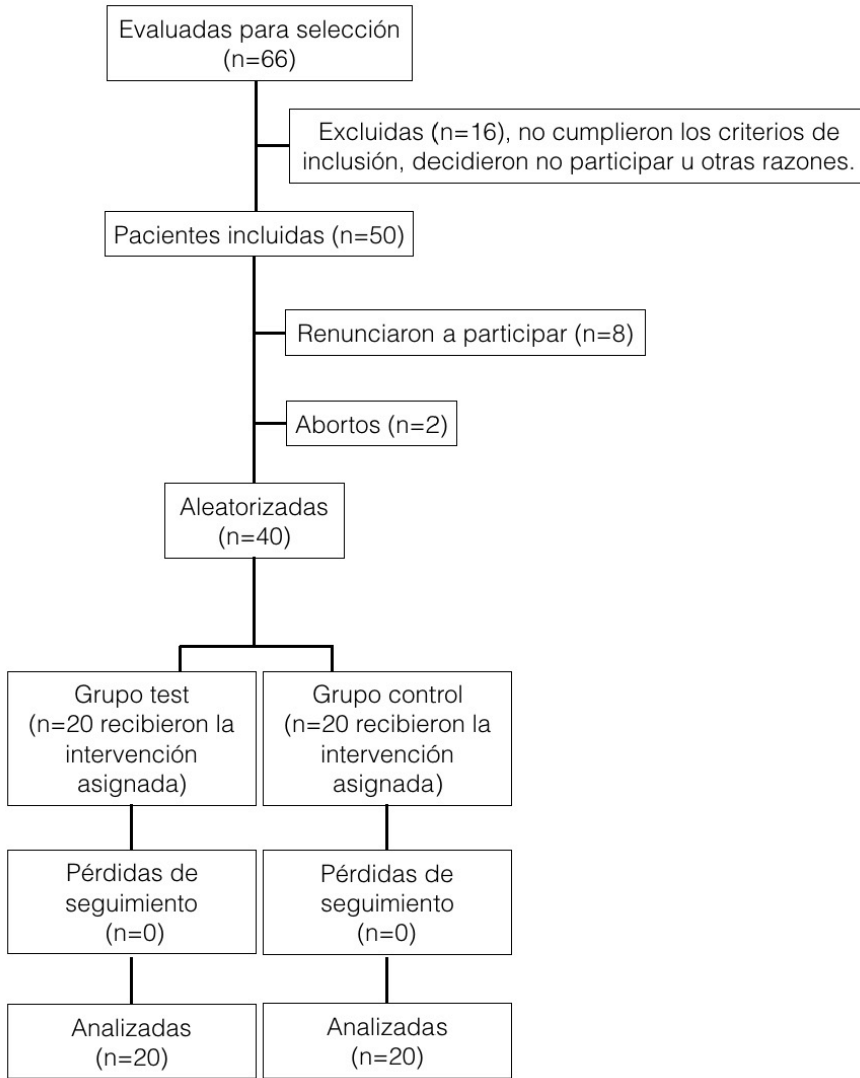 Evaluadas para selección
(n=66)
Excluidas (n=16), no cumplieron los criterios de
inclusión, decidieron no participar u otras razones.
Pacientes incluidas (n=50)
Renunciaron a participar (n=8)
Abortos (n=2)
Aleatorizadas
(n=40)
Grupo test
(n=20 recibieron la
intervención
asignada)
Grupo control
(n=20 recibieron la
intervención
asignada)
Pérdidas de
seguimiento
(n=0)
Pérdidas de
seguimiento
(n=0)
Analizadas
(n=20)
Analizadas
(n=20)